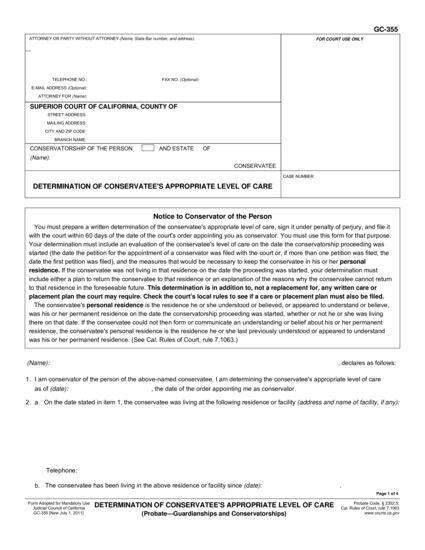 GC-355
ATTORNEY OR PARTY WITHOUT ATTORNEY (Name, State Bar number, and address):
FOR COURT USE ONLY
TELEPHONE NO.: FAX NO. (Optional):
E-MAIL ADDRESS (Optional):
ATTORNEY FOR (Name):
SUPERIOR COURT OF CALIFORNIA, COUNTY OF
STREET ADDRESS:
MAILING ADDRESS:
CITY AND ZIP CODE:
BRANCH NAME:
CONSERVATORSHIP OF THE PERSON AND ESTATE OF
(Name):
CONSERVATEE
CASE NUMBER:
DETERMINATION OF CONSERVATEE'S APPROPRIATE LEVEL OF CARE
Notice to Conservator of the Person
You must prepare a written determination of the conservatee's appropriate level of care, sign it under penalty of perjury, and file it
with the court within 60 days of the date of the court's order appointing you as conservator. You must use this form for that purpose.
Your determination must include an evaluation of the conservatee's level of care on the date the conservatorship proceeding was
started (the date the petition for the appointment of a conservator was filed with the court or, if more than one petition was filed, the
date the first petition was filed), and the measures that would be necessary to keep the conservatee in his or her personal
residence. If the conservatee was not living in that residence on the date the proceeding was started, your determination must
include either a plan to return the conservatee to that residence or an explanation of the reasons why the conservatee cannot return
to that residence in the foreseeable future. This determination is in addition to, not a replacement for, any written care or
placement plan the court may require. Check the court's local rules to see if a care or placement plan must also be filed.
The conservatee's personal residence is the residence he or she understood or believed, or appeared to understand or believe,
was his or her permanent residence on the date the conservatorship proceeding was started, whether or not he or she was living
there on that date. If the conservatee could not then form or communicate an understanding or belief about his or her permanent
residence, the conservatee's personal residence is the residence he or she last previously understood or appeared to understand
was his or her permanent residence. (See Cal. Rules of Court, rule 7.1063.)
(Name): , declares as follows:
1. I am conservator of the person of the above-named conservatee. I am determining the conservatee's appropriate level of care
as of (date): , the date of the order appointing me as conservator.
2. a. On the date stated in item 1, the conservatee was living at the following residence or facility (address and name of facility, if any):
Telephone:
b. The conservatee has been living in the above residence or facility since (date): .
Page 1 of 4
Form Adopted for Mandatory Use
Judicial Council of California
GC-355 [New July 1, 2011]
DETERMINATION OF CONSERVATEE'S APPROPRIATE LEVEL OF CARE
(Probate—Guardianships and Conservatorships)
Probate Code, § 2352.5;
Cal. Rules of Court, rule 7.1063
www.courts.ca.gov